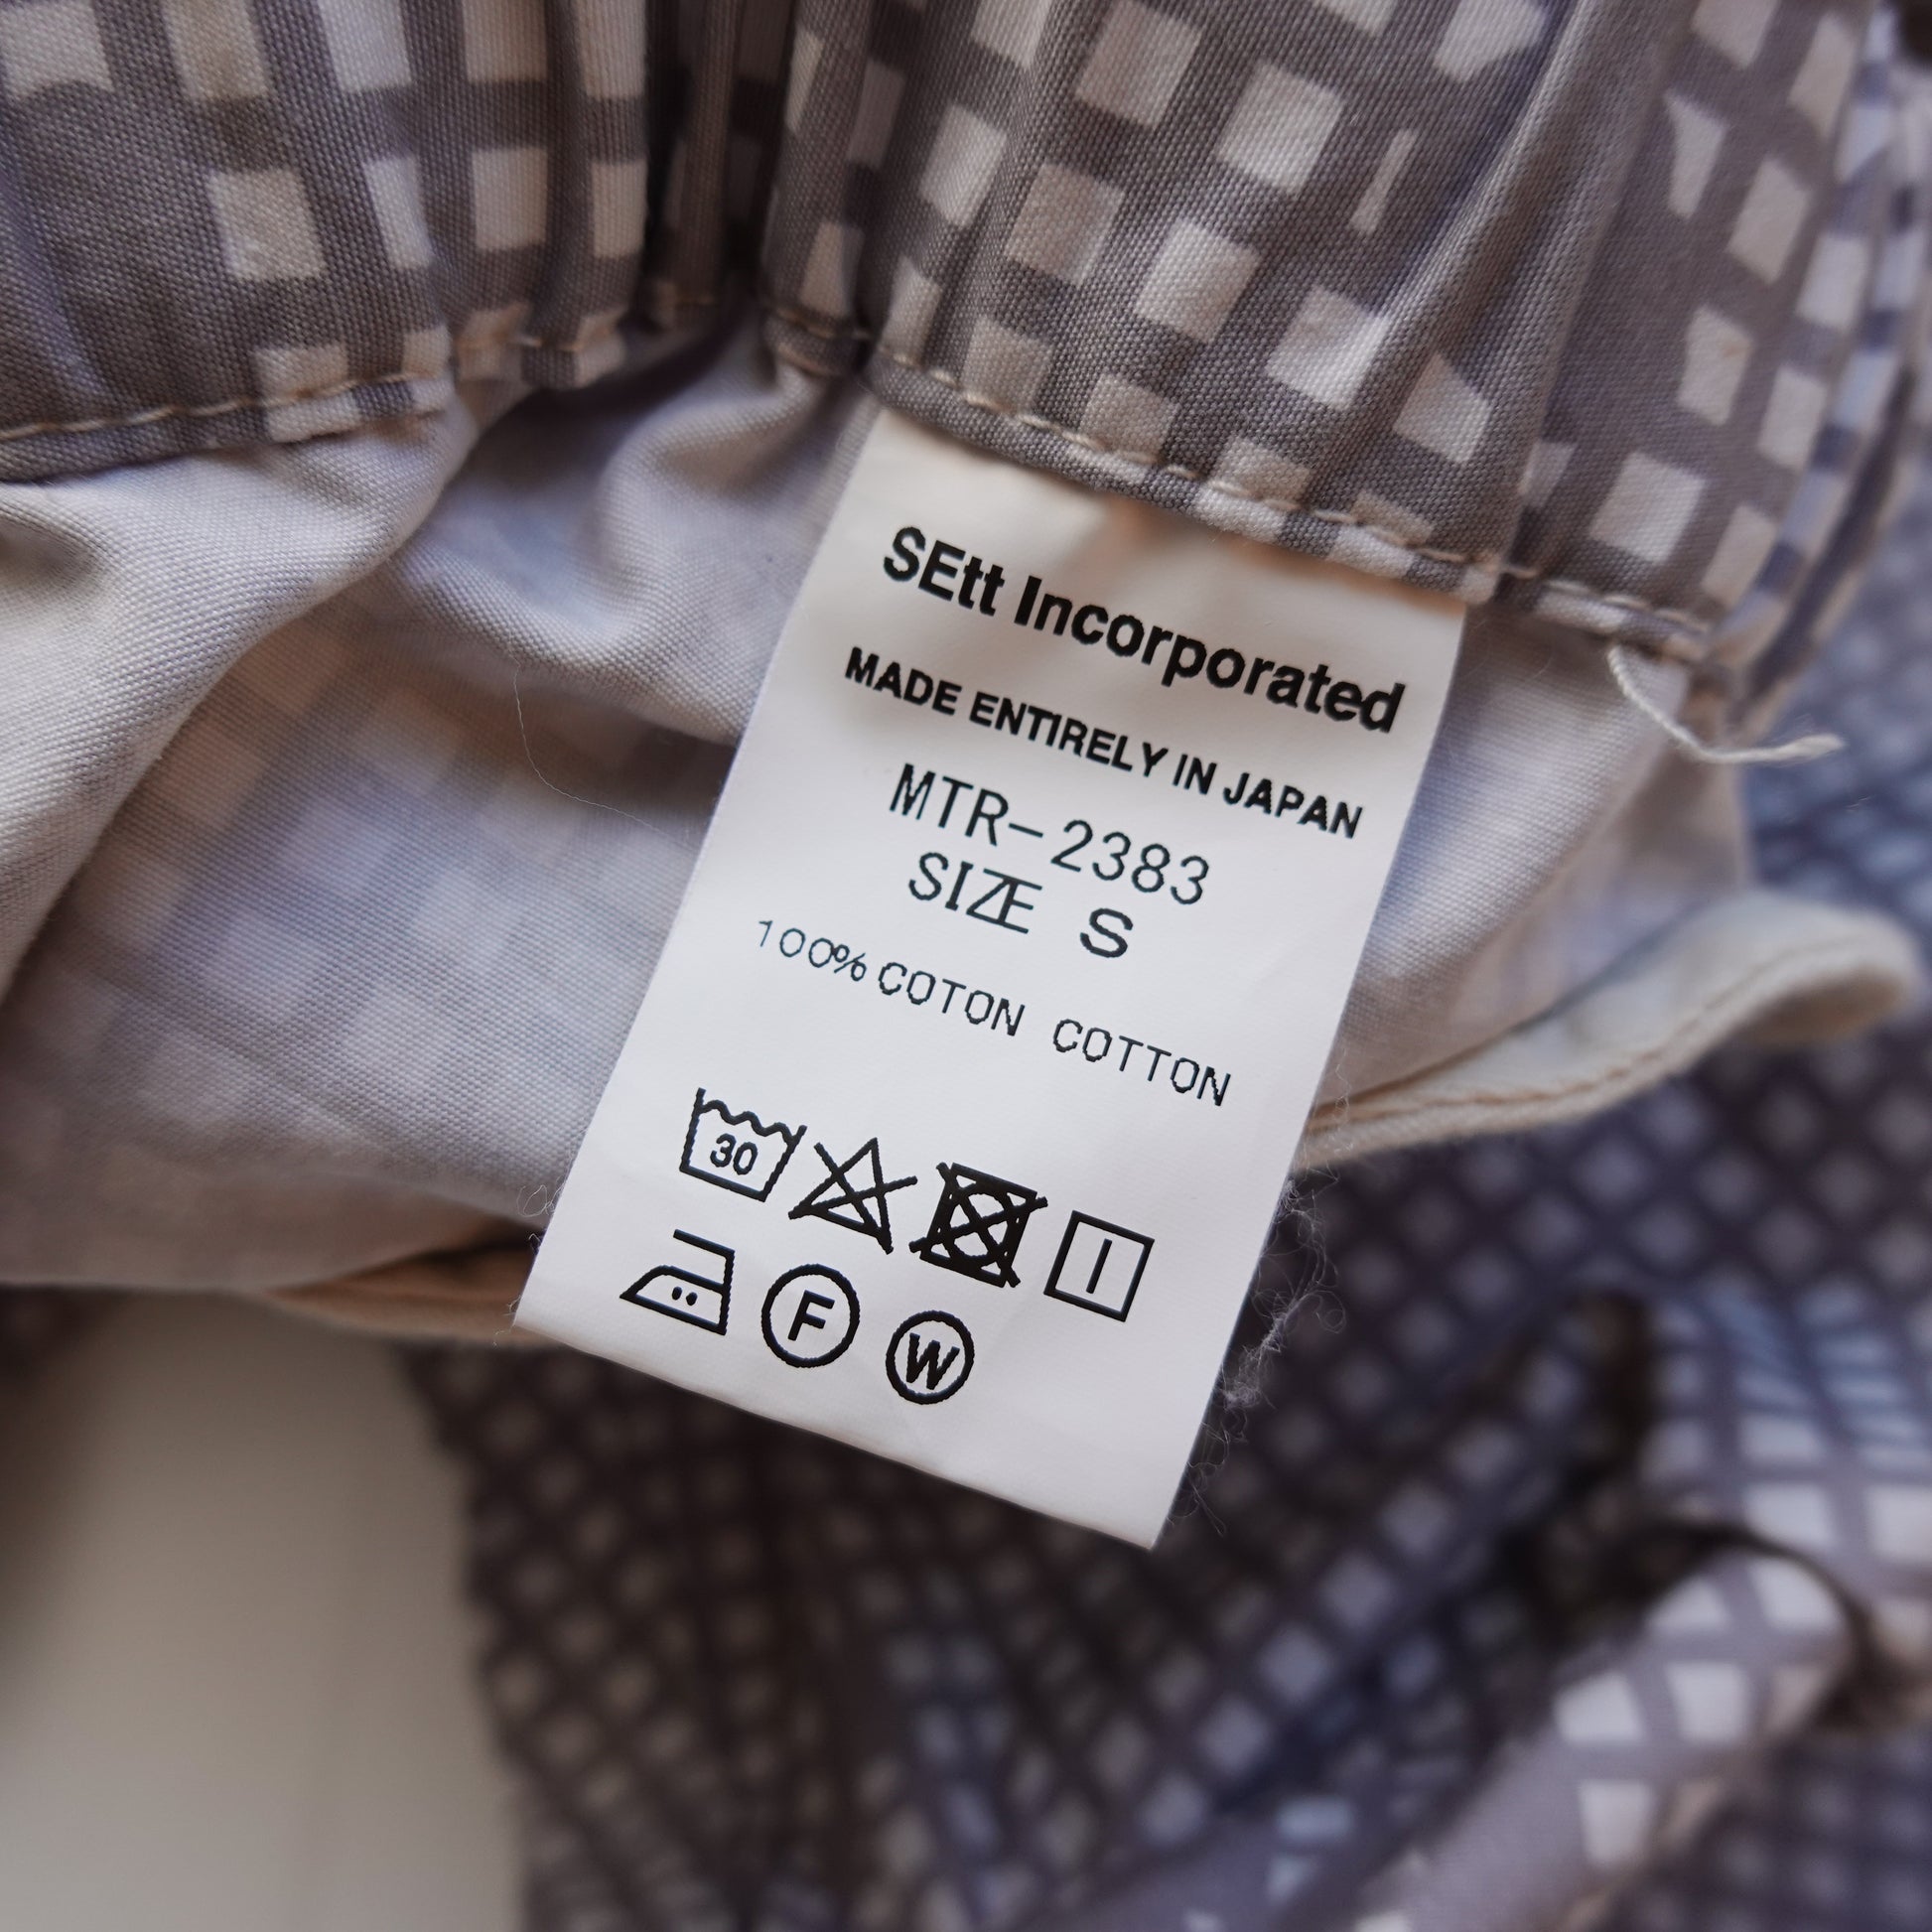 SEtt Incorporated
MADE ENTIRELY IN JAPAN
MTR-2383
SIZE S
100% COTON COTTON
30
F W